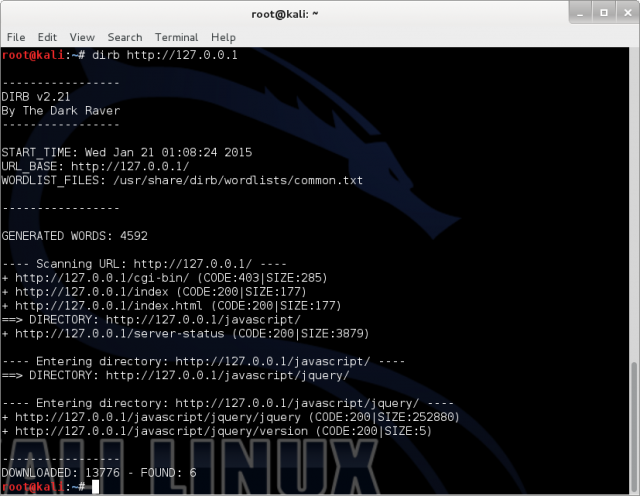 root@kali: ~
File Edit View Search Terminal Help
root@kali:~# dirb http://127.0.0.1
-----------------
DIRB v2.21
By The Dark Raver
-----------------
START_TIME: Wed Jan 21 01:08:24 2015
URL_BASE: http://127.0.0.1/
WORDLIST_FILES: /usr/share/dirb/wordlists/common.txt
-----------------
GENERATED WORDS: 4592
---- Scanning URL: http://127.0.0.1/ ----
+ http://127.0.0.1/cgi-bin/ (CODE:403|SIZE:285)
+ http://127.0.0.1/index (CODE:200|SIZE:177)
+ http://127.0.0.1/index.html (CODE:200|SIZE:177)
==> DIRECTORY: http://127.0.0.1/javascript/
+ http://127.0.0.1/server-status (CODE:200|SIZE:3879)
---- Entering directory: http://127.0.0.1/javascript/ ----
==> DIRECTORY: http://127.0.0.1/javascript/jquery/
---- Entering directory: http://127.0.0.1/javascript/jquery/ ----
+ http://127.0.0.1/javascript/jquery/jquery (CODE:200|SIZE:252880)
+ http://127.0.0.1/javascript/jquery/version (CODE:200|SIZE:5)
-----------------
DOWNLOADED: 13776 - FOUND: 6
root@kali:~#
KALI LINUX